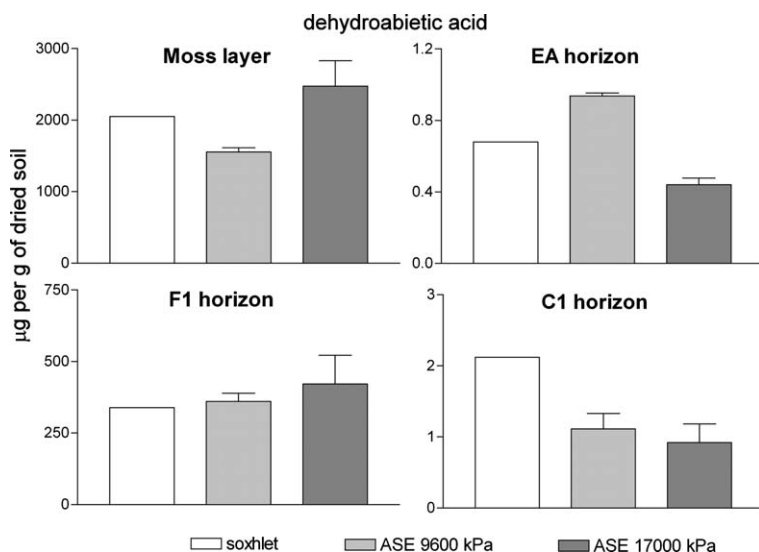 dehydroabietic acid
Moss layer
3000
2000
1000
0
EA horizon
1.2
0.8
0.4
0.0
μg per g of dried soil
F1 horizon
750
500
250
0
C1 horizon
3
2
1
0
soxhlet ASE 9600 kPa ASE 17000 kPa